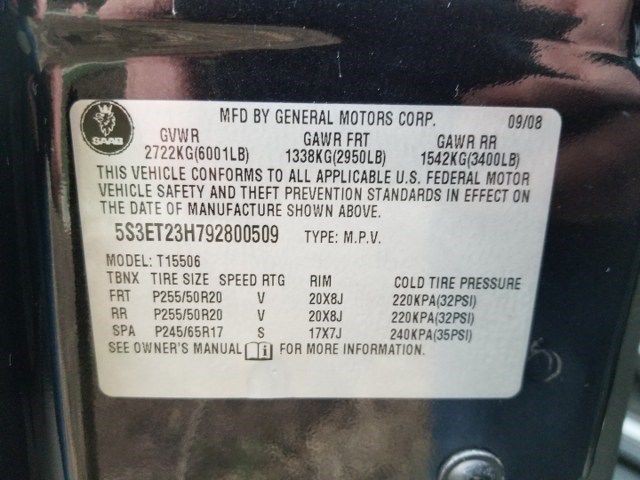 SAAB
MFD BY GENERAL MOTORS CORP. 09/08
GVWR GAWR FRT GAWR RR
2722KG(6001LB) 1338KG(2950LB) 1542KG(3400LB)
THIS VEHICLE CONFORMS TO ALL APPLICABLE U.S. FEDERAL MOTOR
VEHICLE SAFETY AND THEFT PREVENTION STANDARDS IN EFFECT ON
THE DATE OF MANUFACTURE SHOWN ABOVE.
5S3ET23H792800509 TYPE: M.P.V.
MODEL: T15506
TBNX TIRE SIZE SPEED RTG RIM COLD TIRE PRESSURE
FRT P255/50R20 V 20X8J 220KPA(32PSI)
RR P255/50R20 V 20X8J 220KPA(32PSI)
SPA P245/65R17 S 17X7J 240KPA(35PSI)
SEE OWNER'S MANUAL FOR MORE INFORMATION.